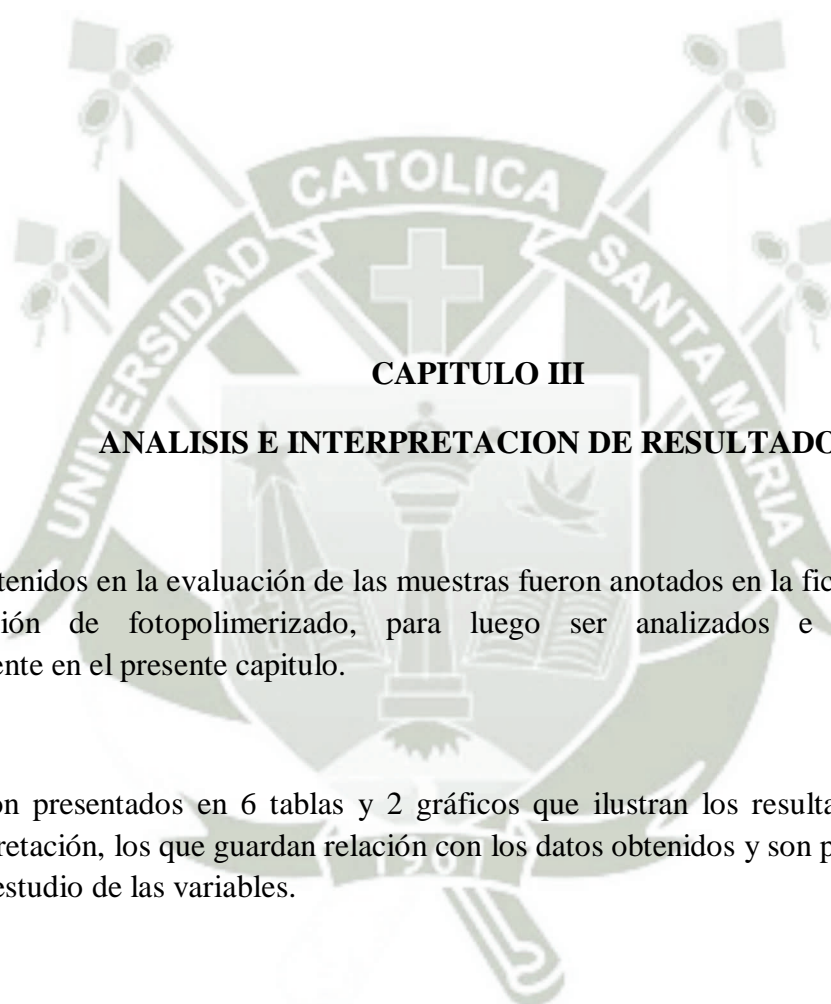 UNIVERSIDAD CATOLICA SANTA MARIA
CAPITULO III
ANALISIS E INTERPRETACION DE RESULTADO
tenidos en la evaluación de las muestras fueron anotados en la fic
ión de fotopolimerizado, para luego ser analizados e
ente en el presente capitulo.
on presentados en 6 tablas y 2 gráficos que ilustran los resulta
retación, los que guardan relación con los datos obtenidos y son p
estudio de las variables.
1961